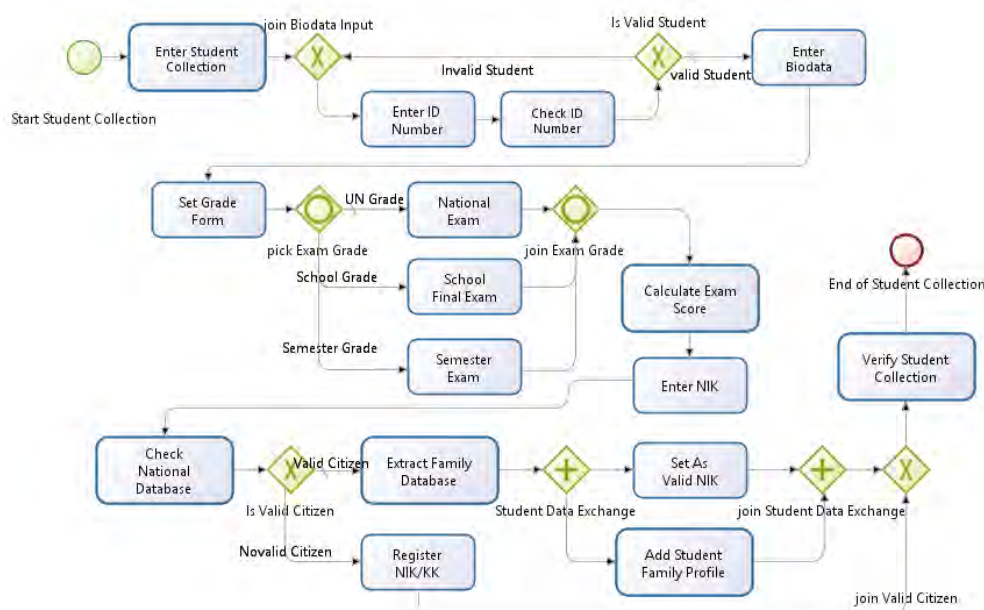 join Biodata Input
Is Valid Student
Enter Student
Collection
Enter
Biodata
Invalid Student
valid Student
Start Student Collection
Enter ID
Number
Check ID
Number
Set Grade
Form
UN Grade
National
Exam
pick Exam Grade
join Exam Grade
School Grade
School
Final Exam
Calculate Exam
Score
End of Student Collection
Semester Grade
Semester
Exam
Enter NIK
Verify Student
Collection
Check
National
Database
Valid Citizen
Extract Family
Database
Set As
Valid NIK
Is Valid Citizen
Student Data Exchange
join Student Data Exchange
Novalid Citizen
Register
NIK/KK
Add Student
Family Profile
join Valid Citizen